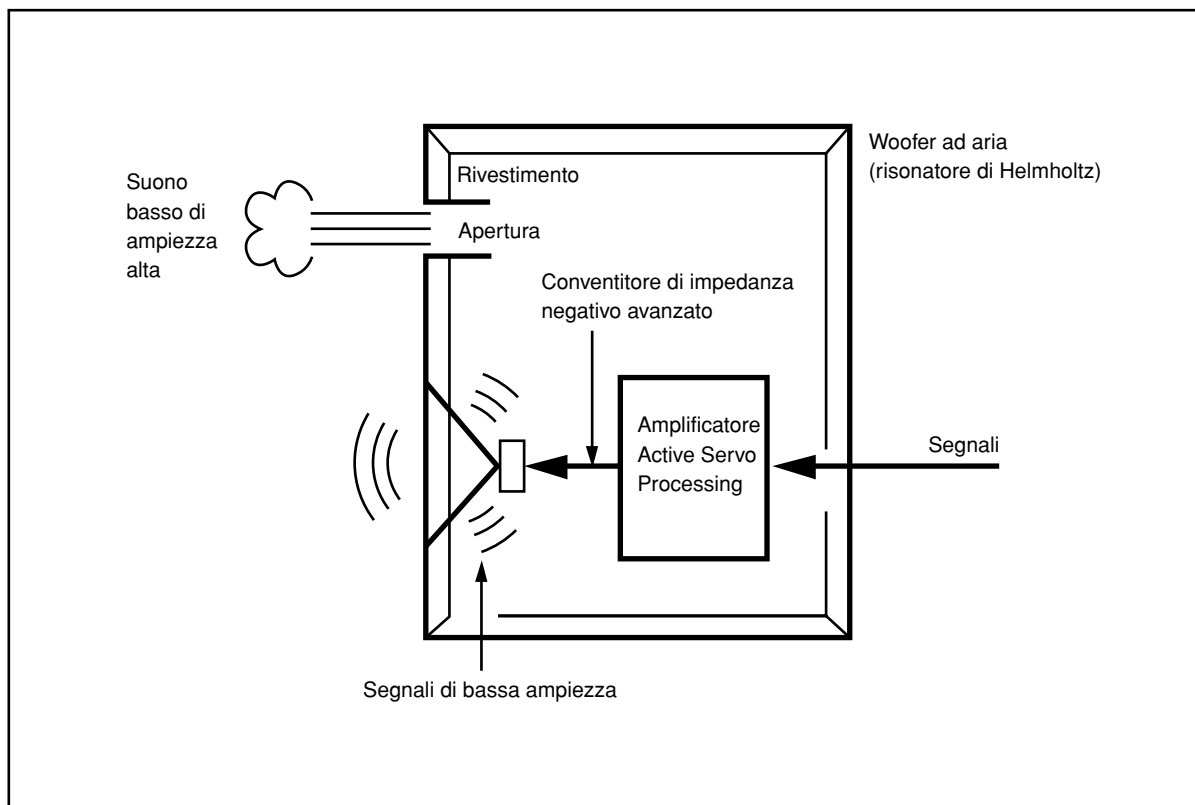 Woofer ad aria
(risonatore di Helmholtz)
Suono
basso di
ampiezza
alta
Rivestimento
Apertura
Conventitore di impedanza
negativo avanzato
Amplificatore
Active Servo
Processing
Segnali
Segnali di bassa ampiezza